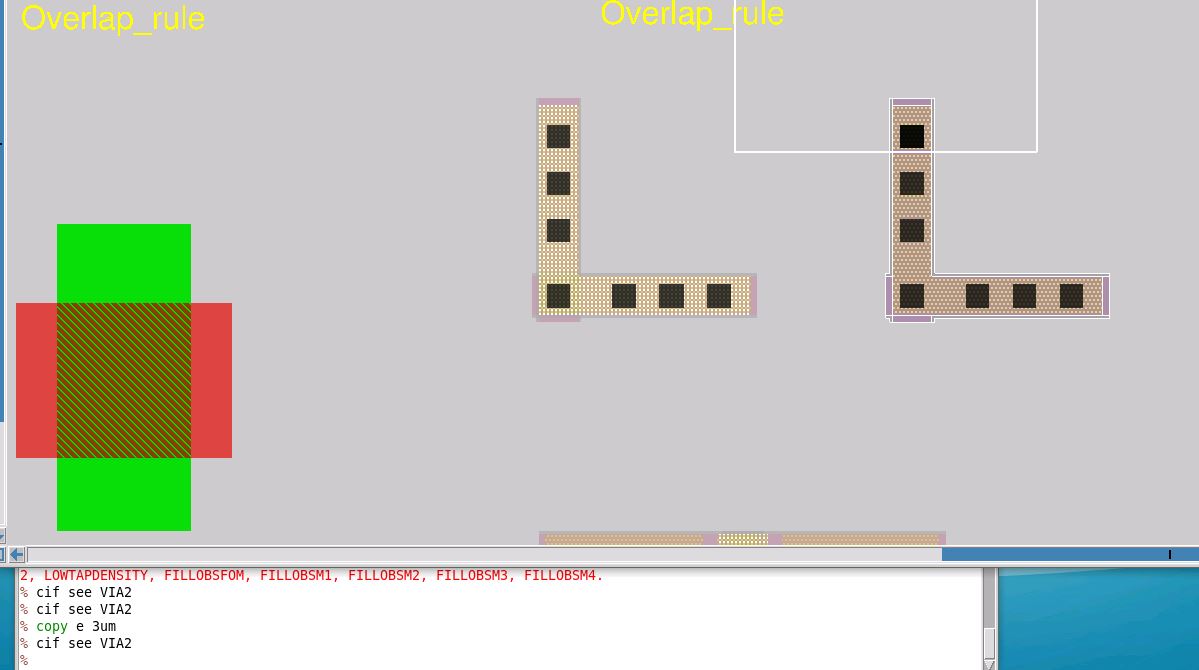 Overlap_rule
Overlap_rule
2, LOWTAPDENSITY, FILLOBSFOM, FILLOBSM1, FILLOBSM2, FILLOBSM3, FILLOBSM4.
% cif see VIA2
% cif see VIA2
% copy e 3um
% cif see VIA2
%